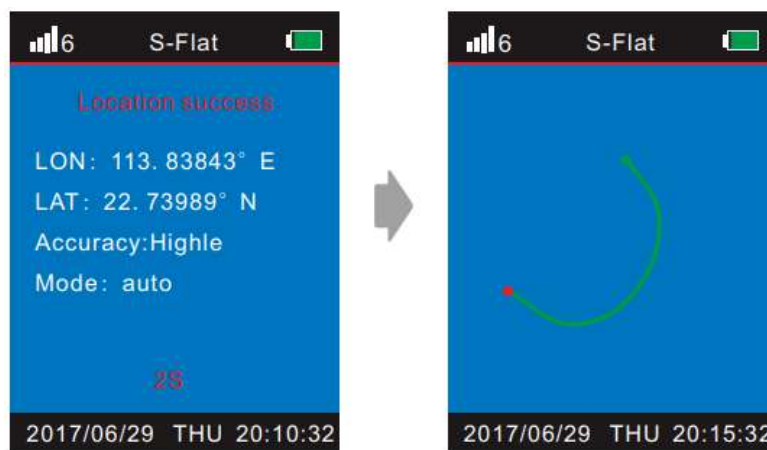 6 S-Flat
Location success
LON: 113.83843° E
LAT: 22.73989° N
Accuracy:Highle
Mode: auto
2S
2017/06/29 THU 20:10:32
6 S-Flat
2017/06/29 THU 20:15:32